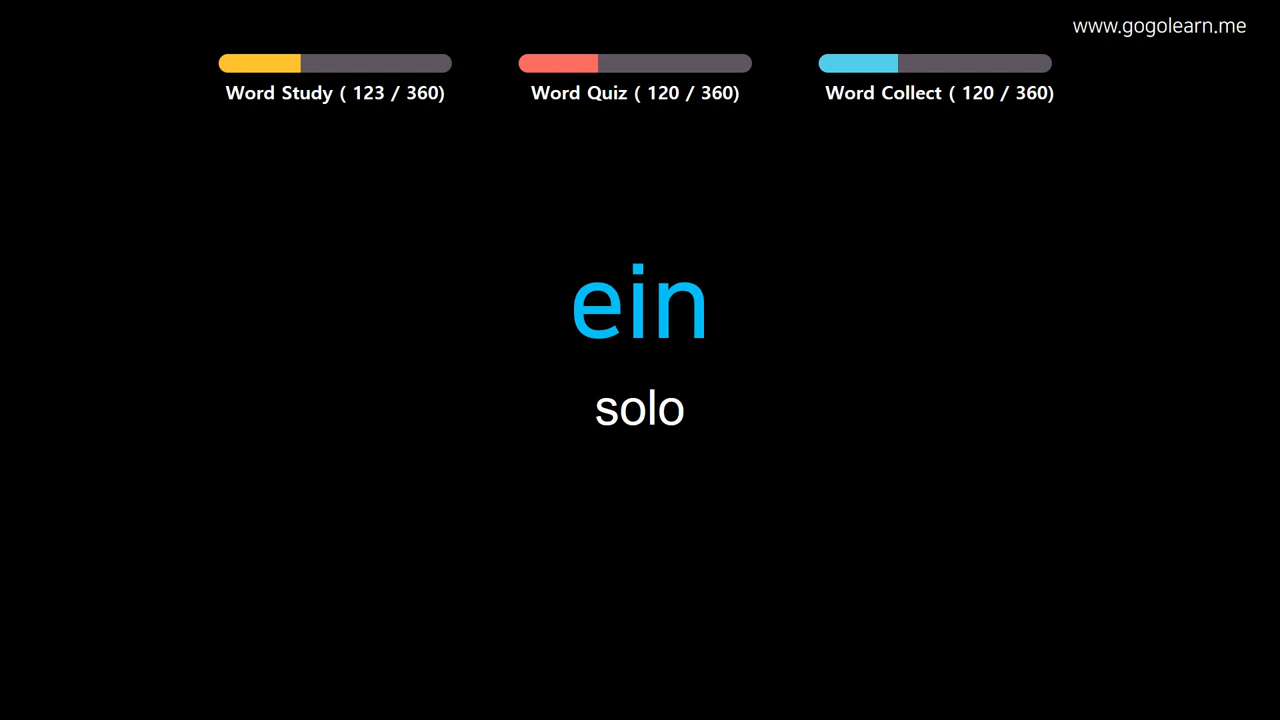 www.gogolearn.me
Word Study ( 123 / 360)
Word Quiz ( 120 / 360)
Word Collect ( 120 / 360)
ein
solo